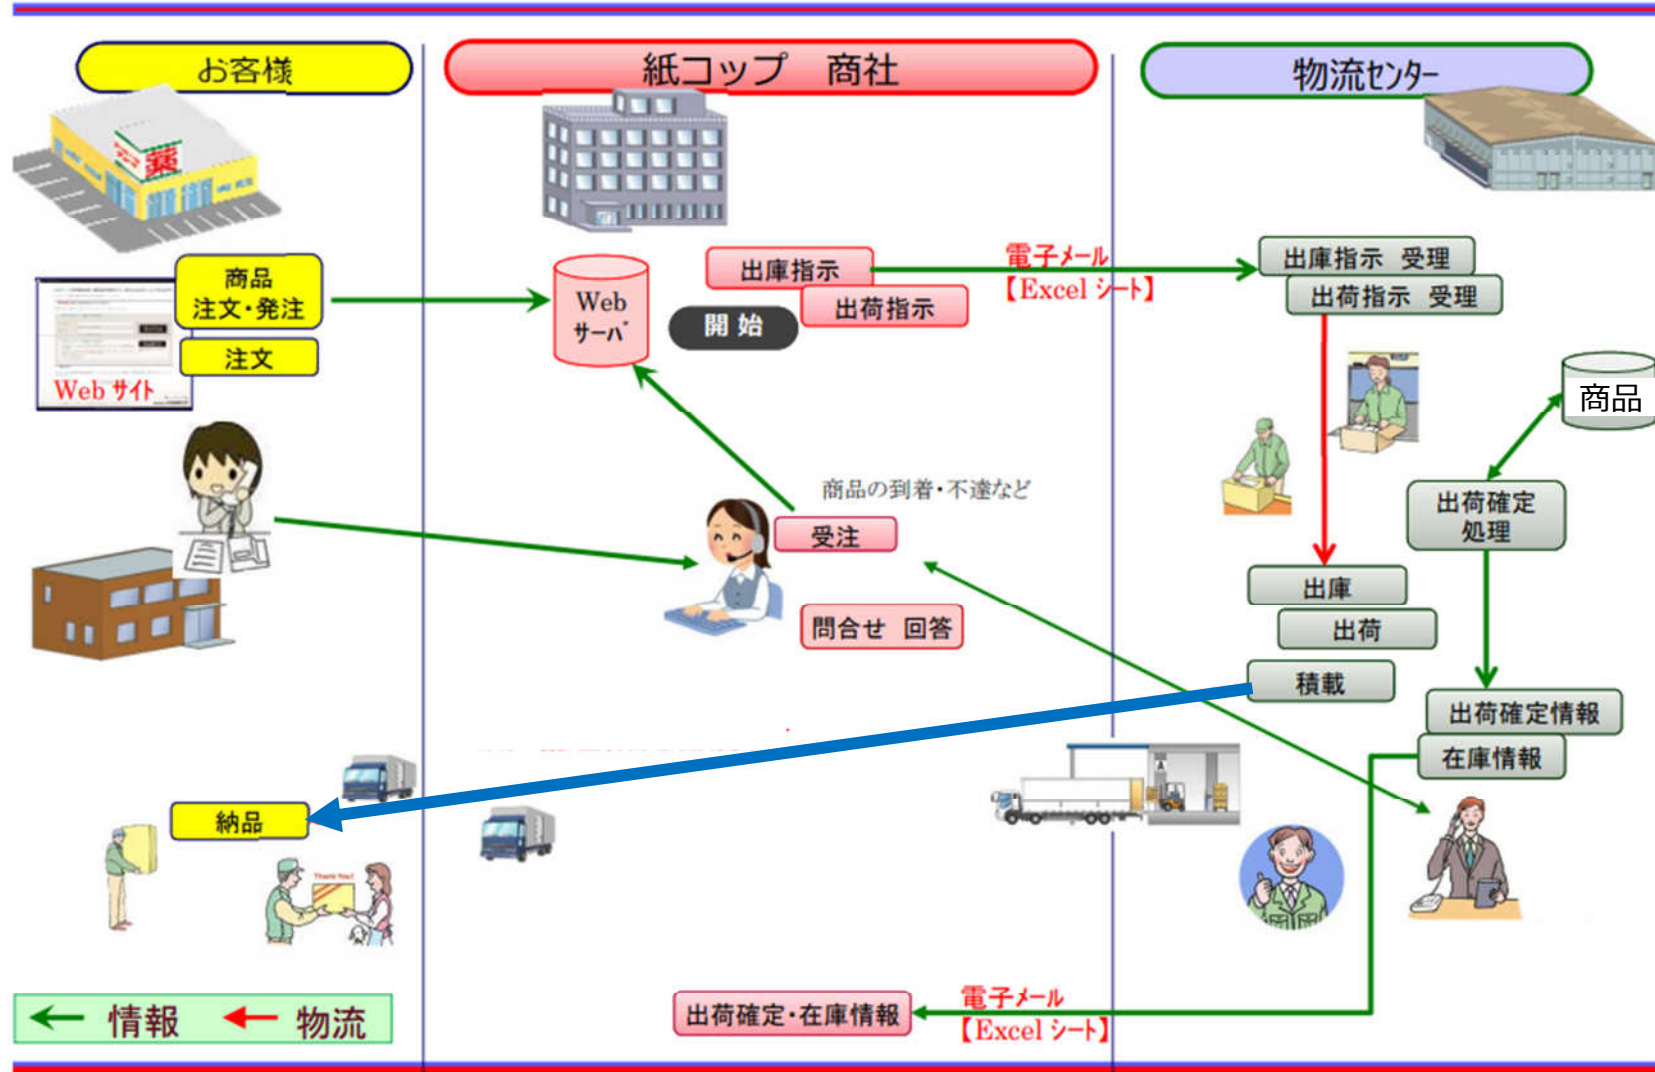 お客様
紙コップ　商社
物流センター
薬
商品
注文・発注
注文
Web サイト
Web
サーバ
出庫指示
出荷指示
開 始
電子メール
【Excel シート】
出庫指示 受理
出荷指示 受理
商品
商品の到着・不達など
受注
問合せ 回答
出荷確定
処理
出庫
出荷
積載
出荷確定情報
在庫情報
納品
Thank You!
情報
物流
出荷確定・在庫情報
電子メール
【Excel シート】